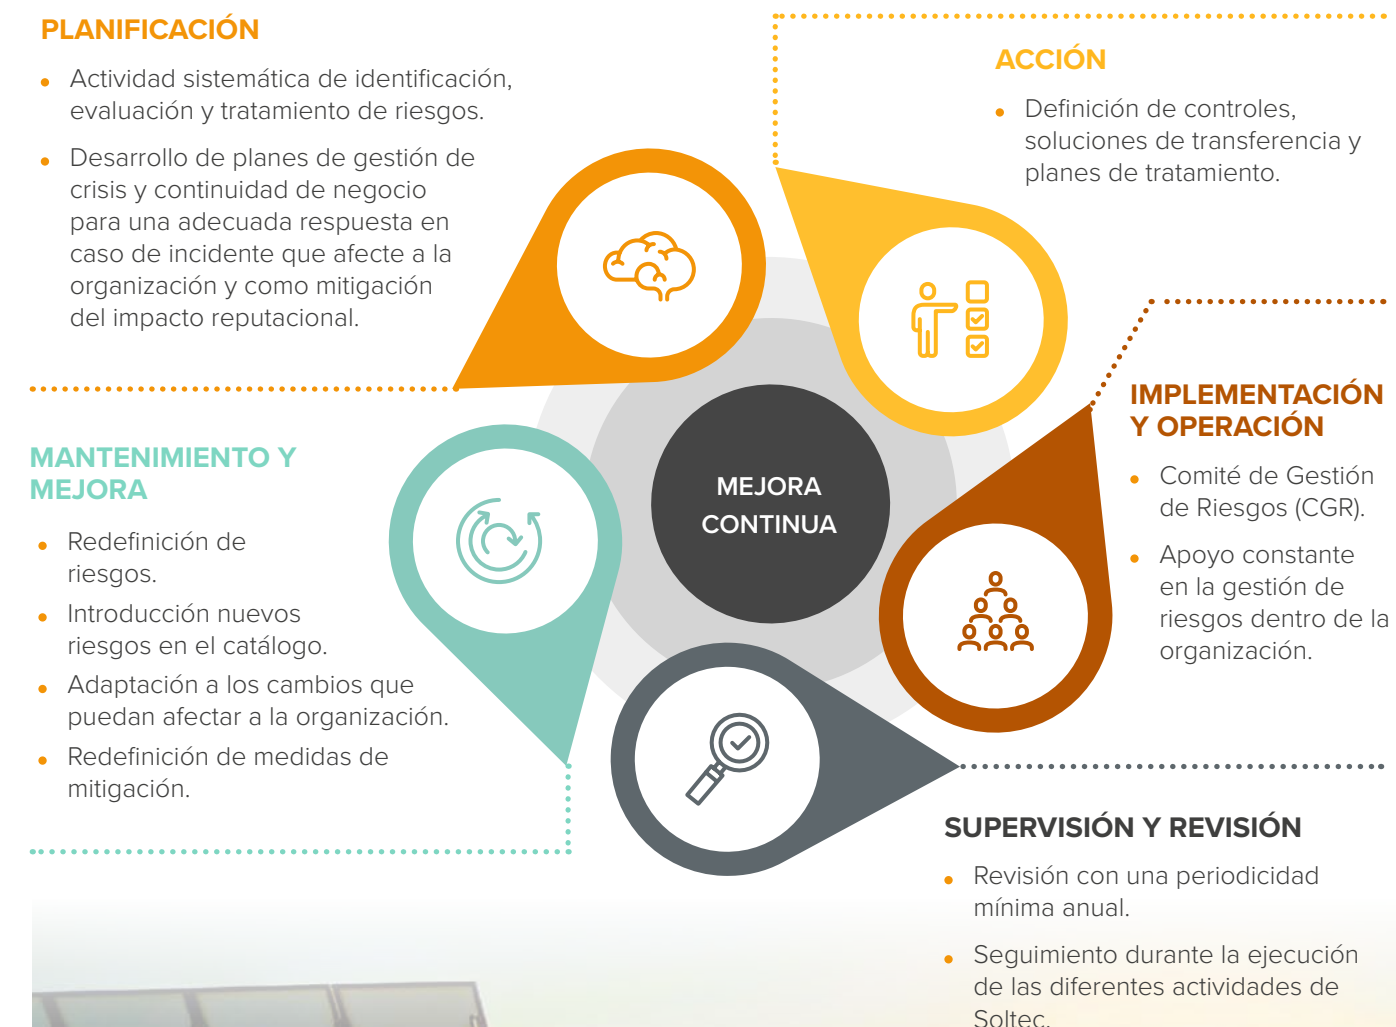 PLANIFICACIÓN
• Actividad sistemática de identificación,
evaluación y tratamiento de riesgos.
• Desarrollo de planes de gestión de
crisis y continuidad de negocio
para una adecuada respuesta en
caso de incidente que afecte a la
organización y como mitigación
del impacto reputacional.
ACCIÓN
• Definición de controles,
soluciones de transferencia y
planes de tratamiento.
IMPLEMENTACIÓN
Y OPERACIÓN
• Comité de Gestión
de Riesgos (CGR).
• Apoyo constante
en la gestión de
riesgos dentro de la
organización.
MEJORA
CONTINUA
MANTENIMIENTO Y
MEJORA
• Redefinición de
riesgos.
• Introducción nuevos
riesgos en el catálogo.
• Adaptación a los cambios que
puedan afectar a la organización.
• Redefinición de medidas de
mitigación.
SUPERVISIÓN Y REVISIÓN
• Revisión con una periodicidad
mínima anual.
• Seguimiento durante la ejecución
de las diferentes actividades de
Soltec.